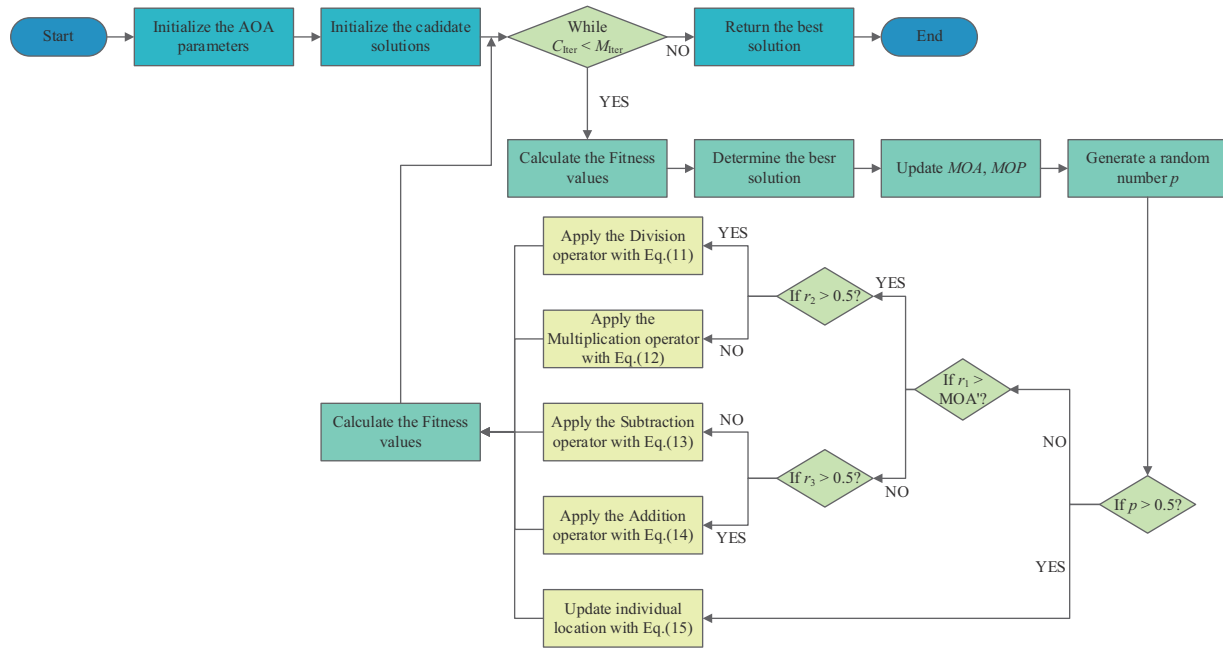 Start
Initialize the AOA
parameters
Initialize the cadidate
solutions
While
C_Iter < M_Iter
NO
Return the best
solution
End
YES
Calculate the Fitness
values
Determine the besr
solution
Update MOA, MOP
Generate a random
number p
Apply the Division
operator with Eq.(11)
YES
If r₂ > 0.5?
YES
Apply the
Multiplication operator
with Eq.(12)
NO
If r₁ >
MOA'?
Calculate the Fitness
values
Apply the Subtraction
operator with Eq.(13)
NO
If r₃ > 0.5?
NO
NO
If p > 0.5?
Apply the Addition
operator with Eq.(14)
YES
YES
Update individual
location with Eq.(15)